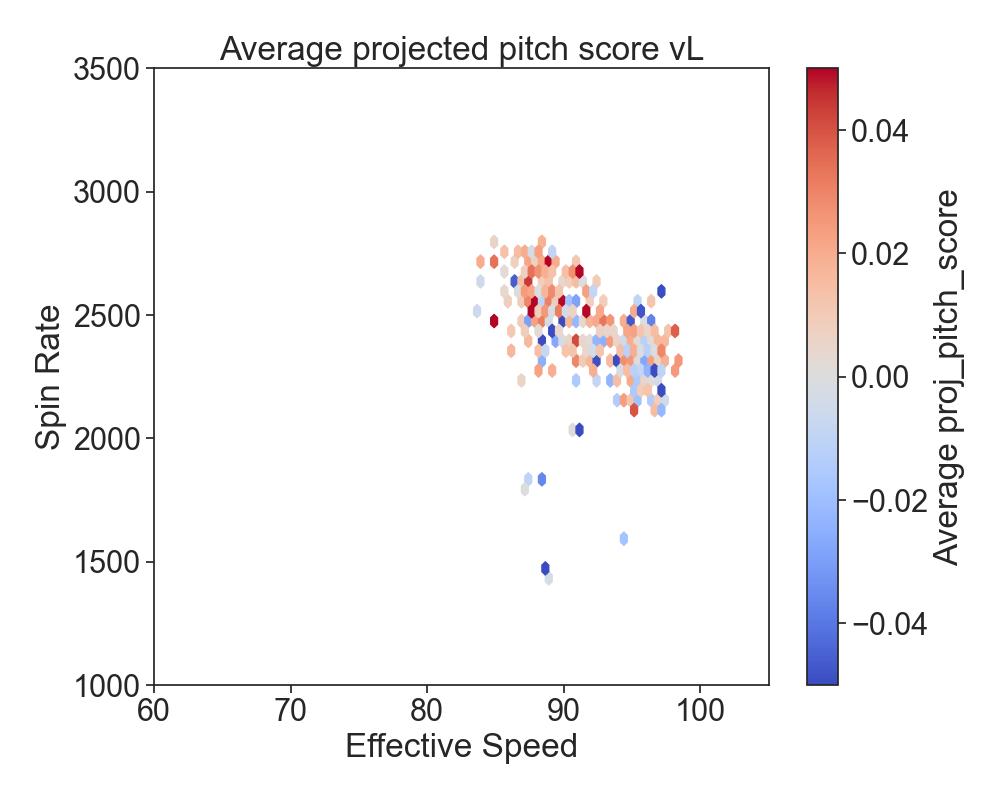 Average projected pitch score vL
3500
3000
2500
2000
1500
1000
Spin Rate
60 70 80 90 100
Effective Speed
0.04
0.02
0.00
−0.02
−0.04
Average proj_pitch_score